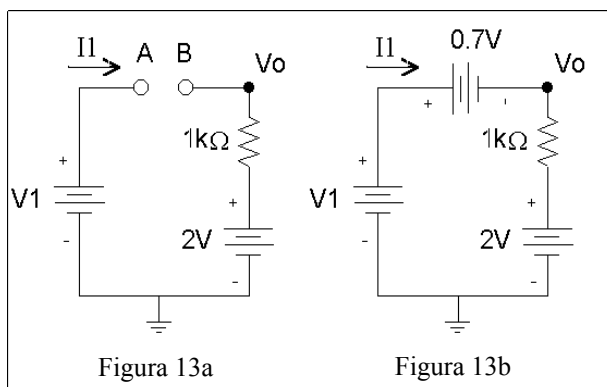 I1
A B
Vo
1kΩ
+
V1
-
+
2V
-
Figura 13a
I1
0.7V
+ -
Vo
1kΩ
+
V1
-
+
2V
-
Figura 13b